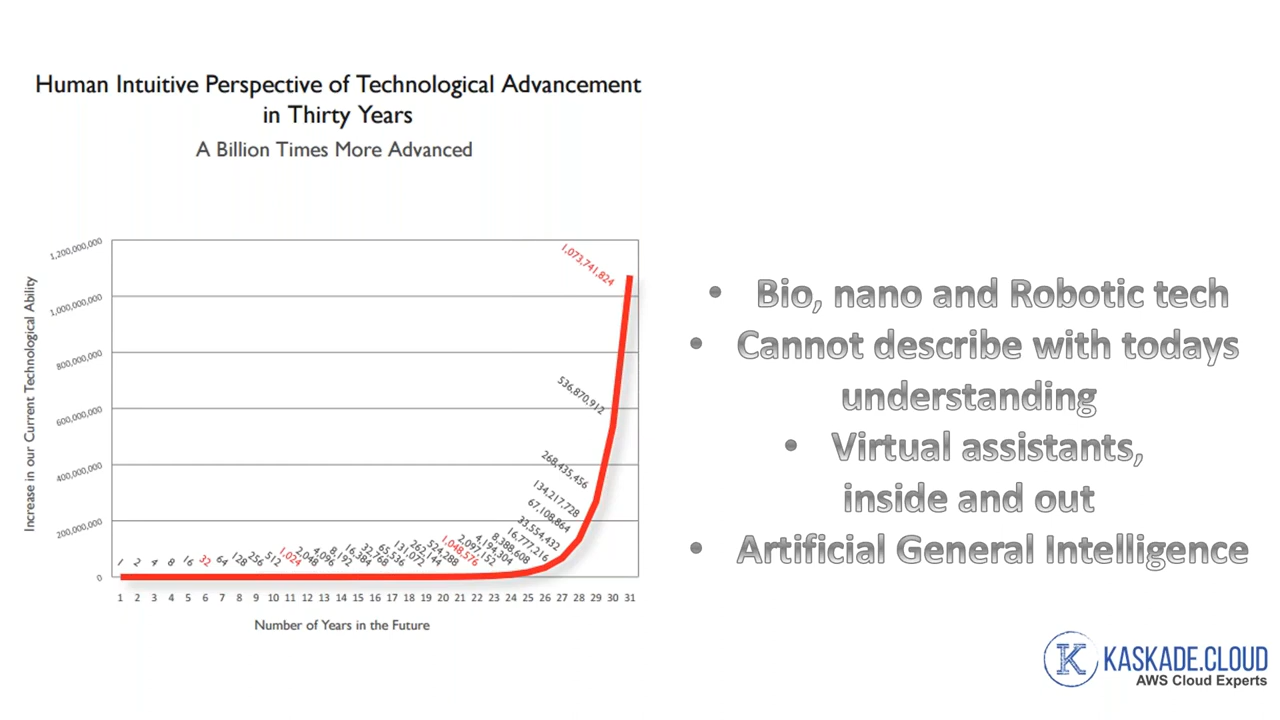 Human Intuitive Perspective of Technological Advancement
in Thirty Years
A Billion Times More Advanced
Increase in our Current Technological Ability
1,200,000,000
1,000,000,000
800,000,000
600,000,000
400,000,000
200,000,000
0
1 2 4 8 16 32 64 128 256 512 1,024 2,048 4,096 8,192 16,384 32,768 65,536 131,072 262,144 524,288 1,048,576 2,097,152 4,194,304 8,388,608 16,777,216 33,554,432 67,108,864 134,217,728 268,435,456 536,870,912 1,073,741,824
1 2 3 4 5 6 7 8 9 10 11 12 13 14 15 16 17 18 19 20 21 22 23 24 25 26 27 28 29 30 31
Number of Years in the Future
• Bio, nano and Robotic tech
• Cannot describe with todays
understanding
• Virtual assistants,
inside and out
• Artificial General Intelligence
K KASKADE.CLOUD
AWS Cloud Experts